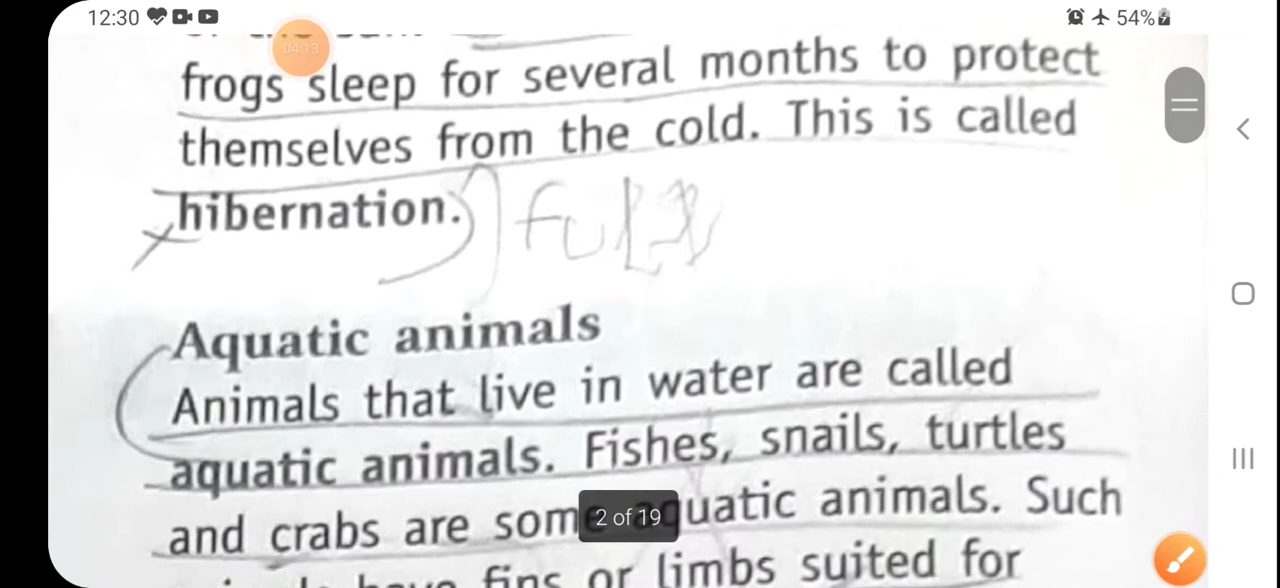 12:30
54%
04:13
frogs sleep for several months to protect
themselves from the cold. This is called
hibernation.
Aquatic animals
Animals that live in water are called
aquatic animals. Fishes, snails, turtles
and crabs are some aquatic animals. Such
2 of 19
have fins or limbs suited for